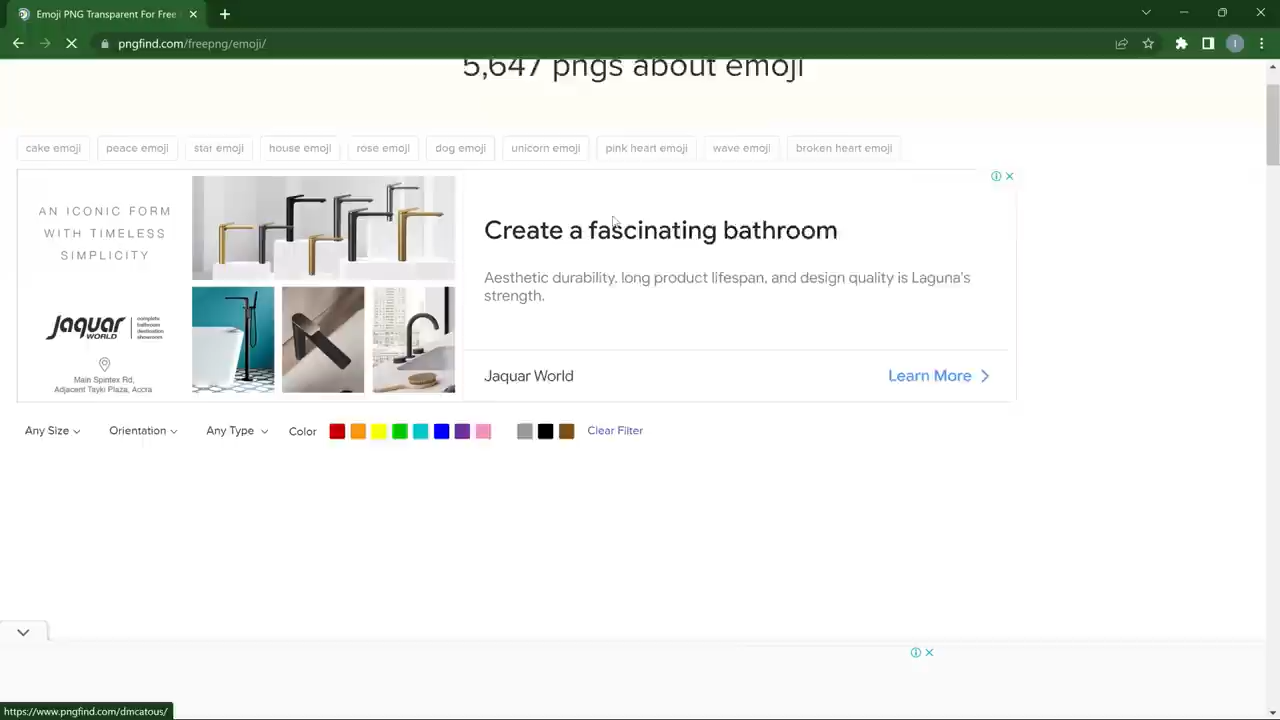 Emoji PNG Transparent For Free
pngfind.com/freepng/emoji/
5,647 pngs about emoji
cake emoji
peace emoji
star emoji
house emoji
rose emoji
dog emoji
unicorn emoji
pink heart emoji
wave emoji
broken heart emoji
AN ICONIC FORM
WITH TIMELESS
SIMPLICITY
Jaquar
WORLD
complete
bathroom
destination
showroom
Main Spintex Rd,
Adjacent Tayki Plaza, Accra
Create a fascinating bathroom
Aesthetic durability, long product lifespan, and design quality is Laguna's
strength.
Jaquar World
Learn More
Any Size
Orientation
Any Type
Color
Clear Filter
https://www.pngfind.com/dmcatous/